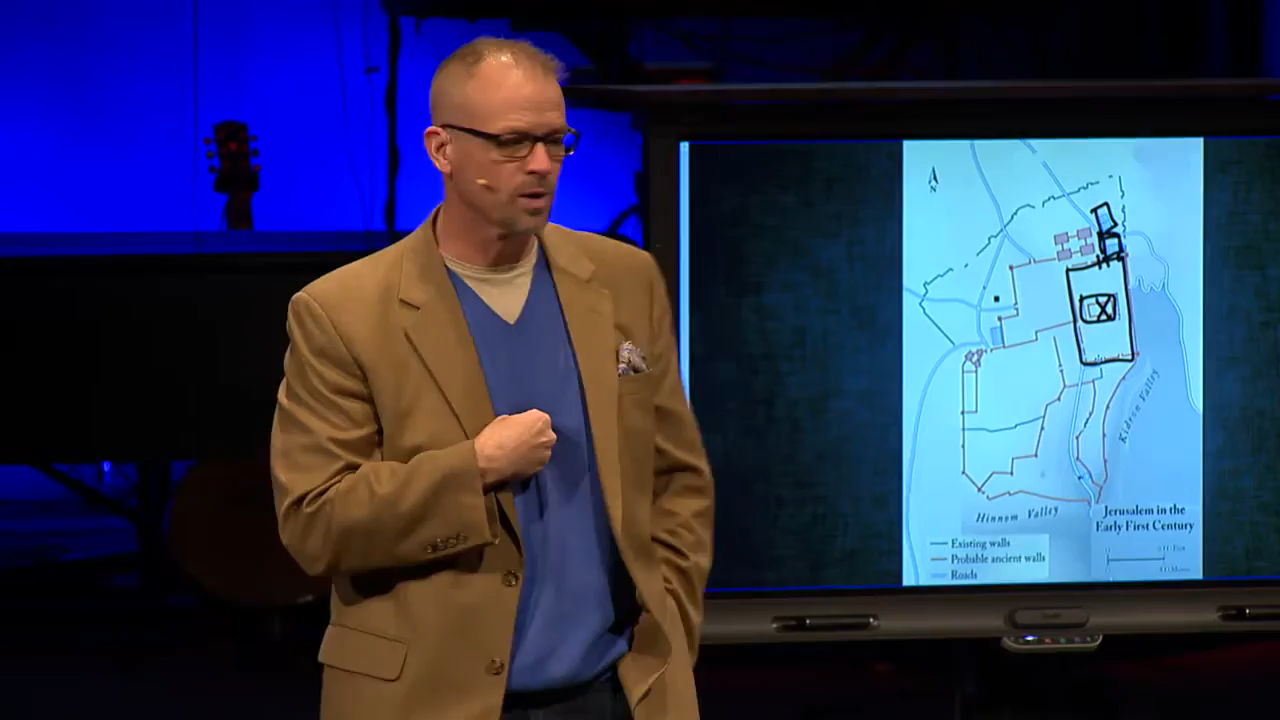 N
Kidron Valley
Hinnom Valley
Jerusalem in the
Early First Century
Existing walls
Probable ancient walls
Roads